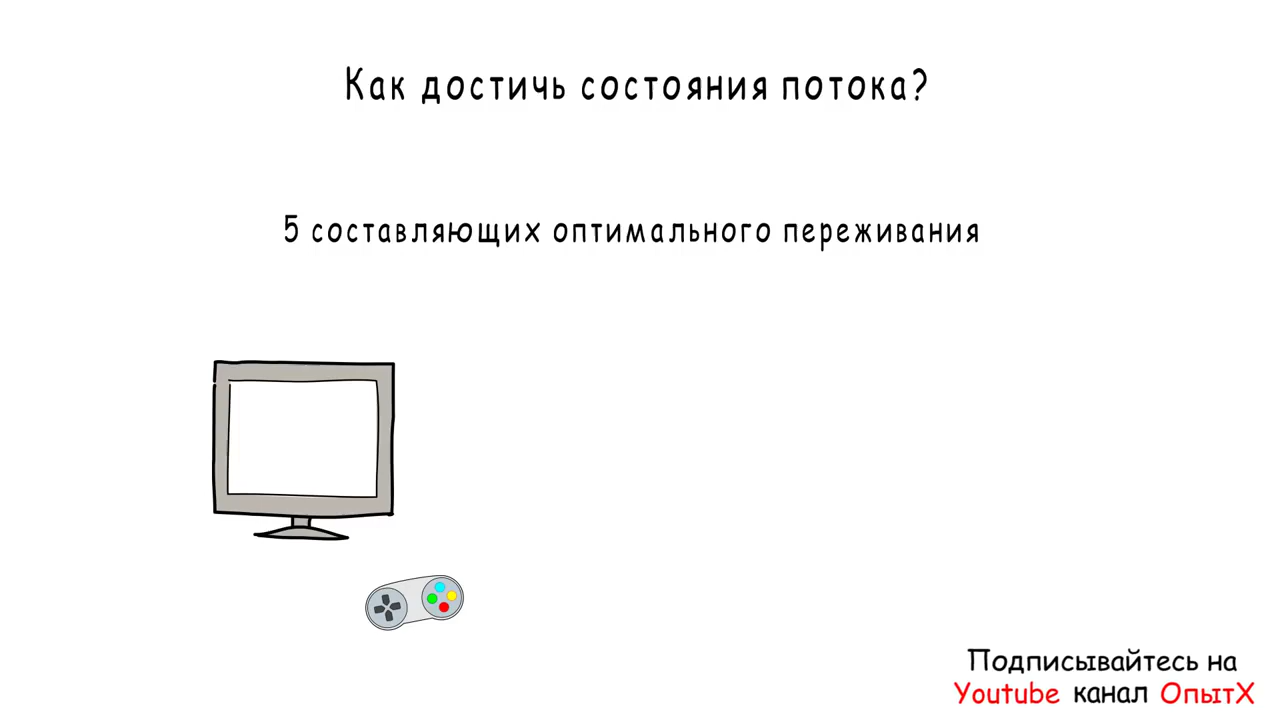 Как достичь состояния потока?
5 составляющих оптимального переживания
Подписывайтесь на
Youtube канал ОпытХ